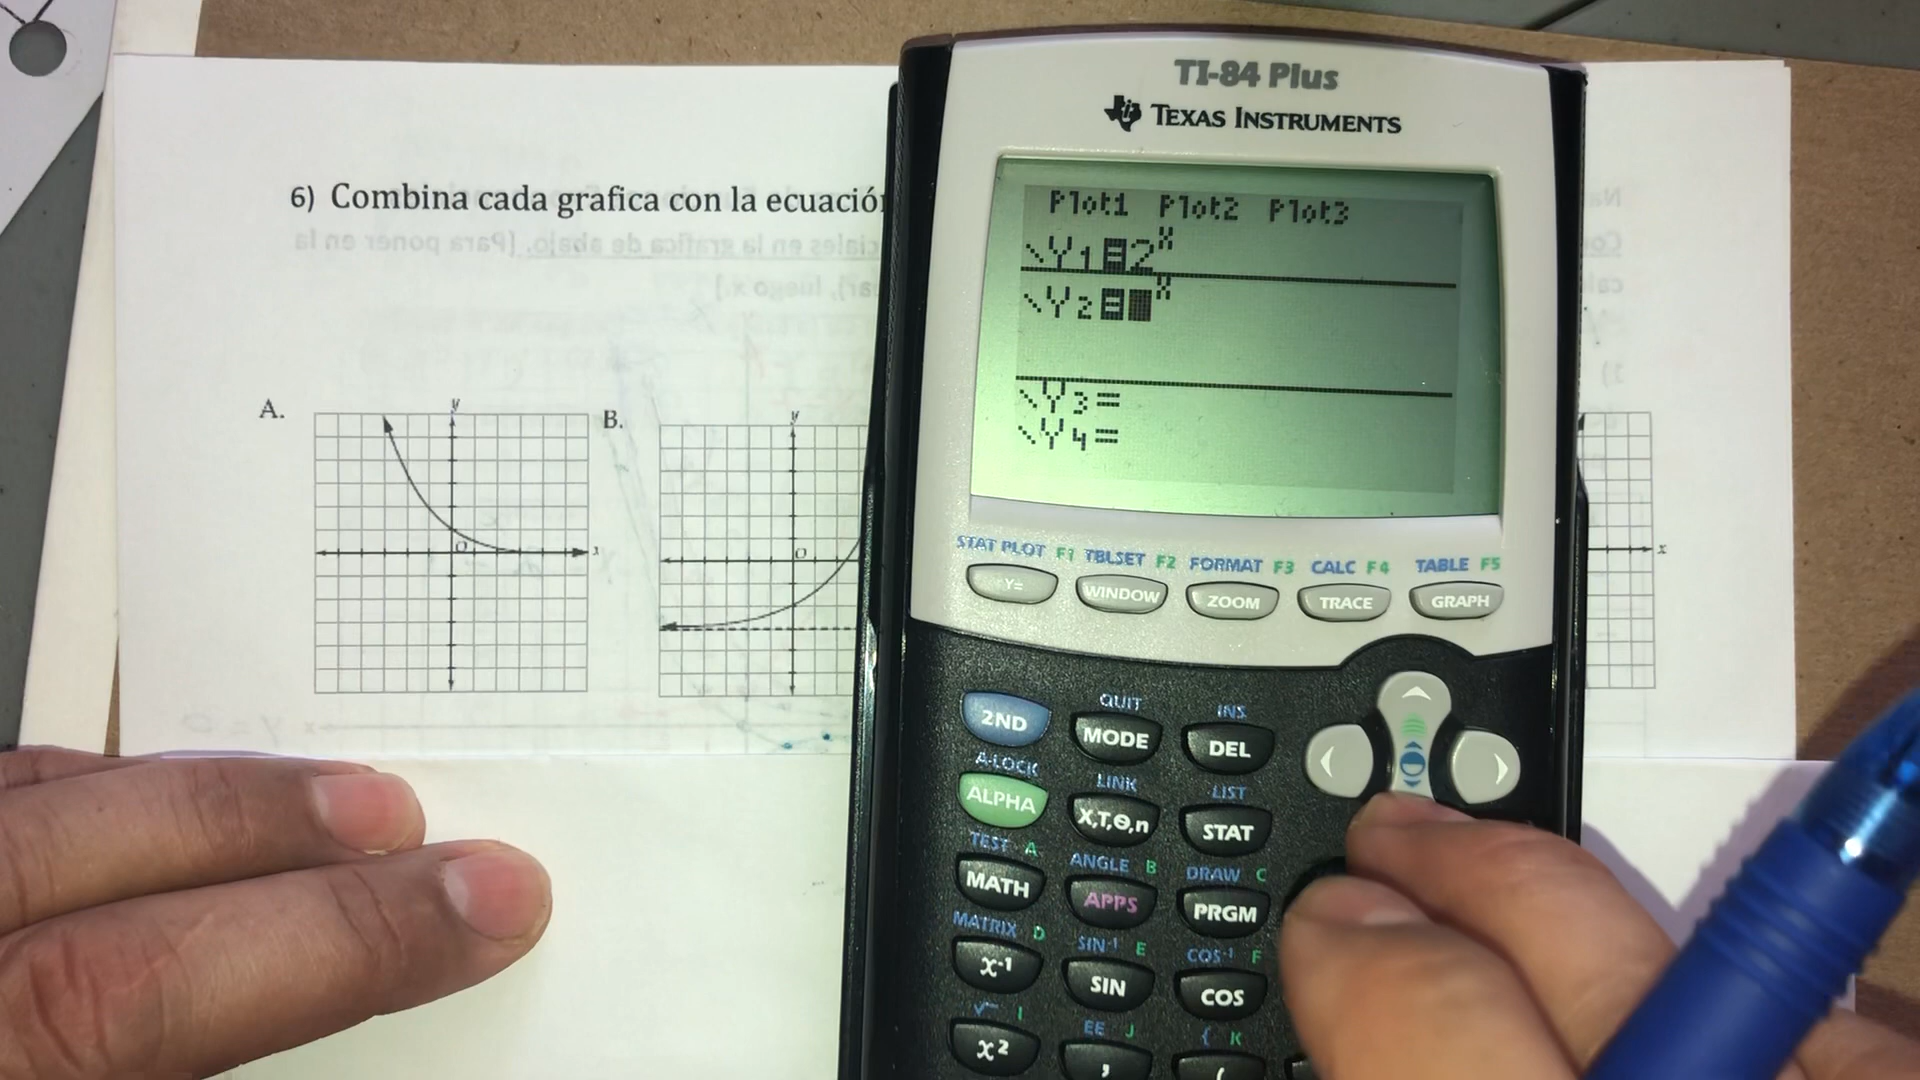 TI-84 Plus
TEXAS INSTRUMENTS
6) Combina cada grafica con la ecuación
Plot1 Plot2 Plot3
\Y1=2^x
\Y2=█^x
\Y3=
\Y4=
A.
y
O
B.
y
O
x
STAT PLOT F1 TBLSET F2 FORMAT F3 CALC F4 TABLE F5
Y= WINDOW ZOOM TRACE GRAPH
QUIT INS
2ND MODE DEL
A-LOCK LINK LIST
ALPHA X,T,Θ,n STAT
TEST A ANGLE B DRAW C
MATH APPS PRGM
MATRIX D SIN-1 E COS-1 F
x-1 SIN COS
√ I EE J { K
x2 , (